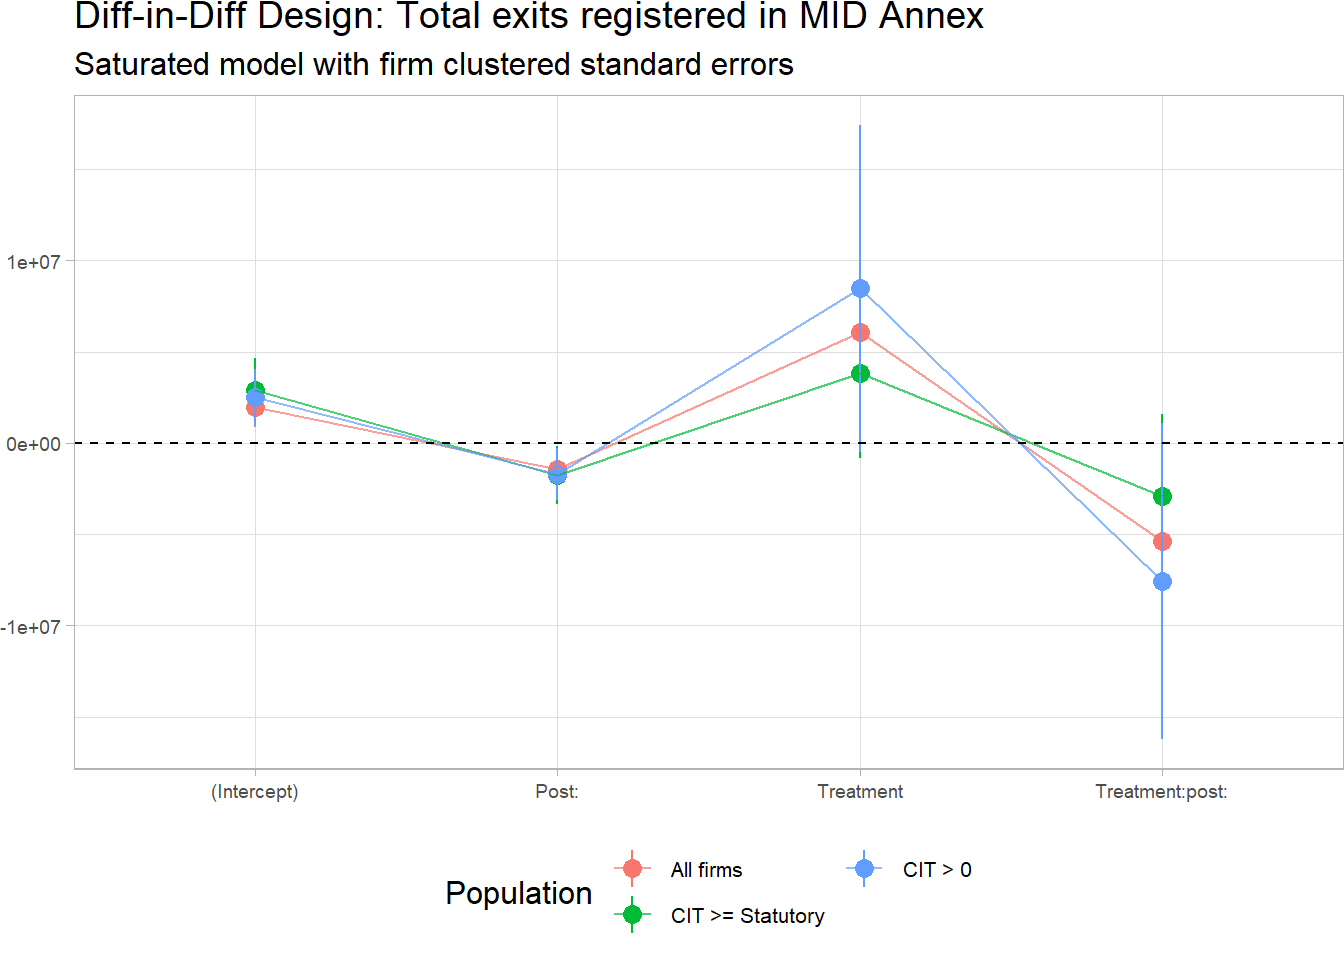 Diff-in-Diff Design: Total exits registered in MID Annex
Saturated model with firm clustered standard errors
1e+07
0e+00
-1e+07
(Intercept)
Post:
Treatment
Treatment:post:
Population
All firms
CIT > 0
CIT >= Statutory